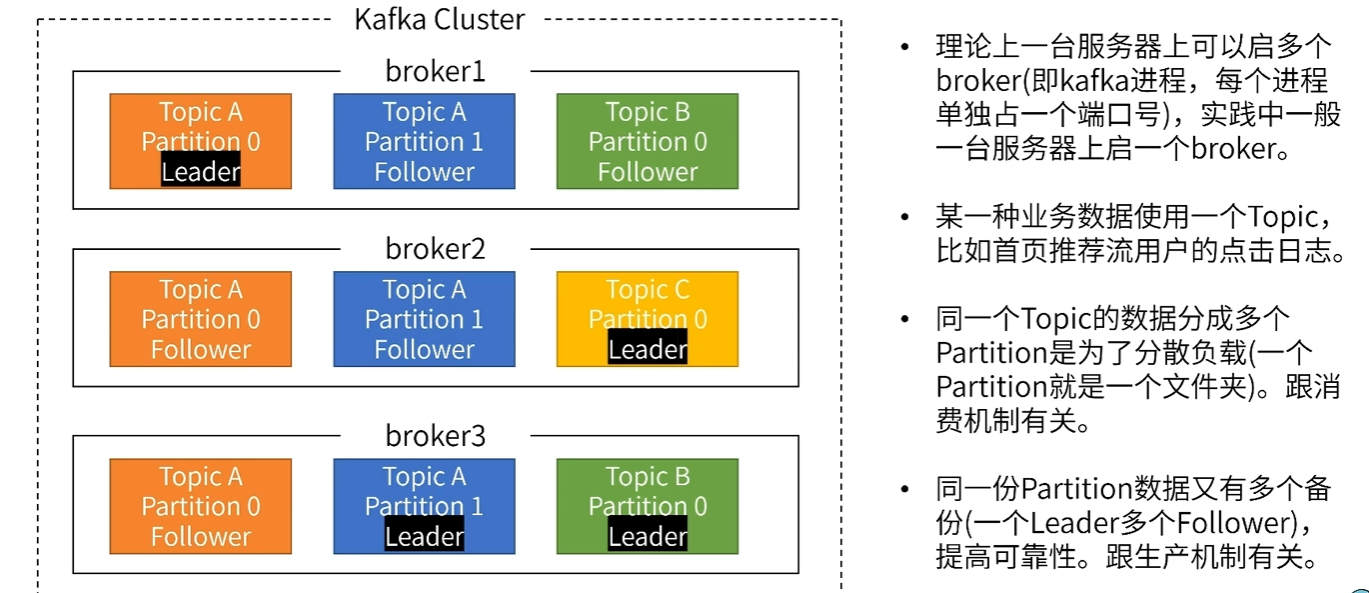 Kafka Cluster
broker1
Topic A
Partition 0
Leader
Topic A
Partition 1
Follower
Topic B
Partition 0
Follower
broker2
Topic A
Partition 0
Follower
Topic A
Partition 1
Follower
Topic C
Partition 0
Leader
broker3
Topic A
Partition 0
Follower
Topic A
Partition 1
Leader
Topic B
Partition 0
Leader
• 理论上一台服务器上可以启多个
broker(即kafka进程，每个进程
单独占一个端口号)，实践中一般
一台服务器上启一个broker。
• 某一种业务数据使用一个Topic，
比如首页推荐流用户的点击日志。
• 同一个Topic的数据分成多个
Partition是为了分散负载(一个
Partition就是一个文件夹)。跟消
费机制有关。
• 同一份Partition数据又有多个备
份(一个Leader多个Follower)，
提高可靠性。跟生产机制有关。